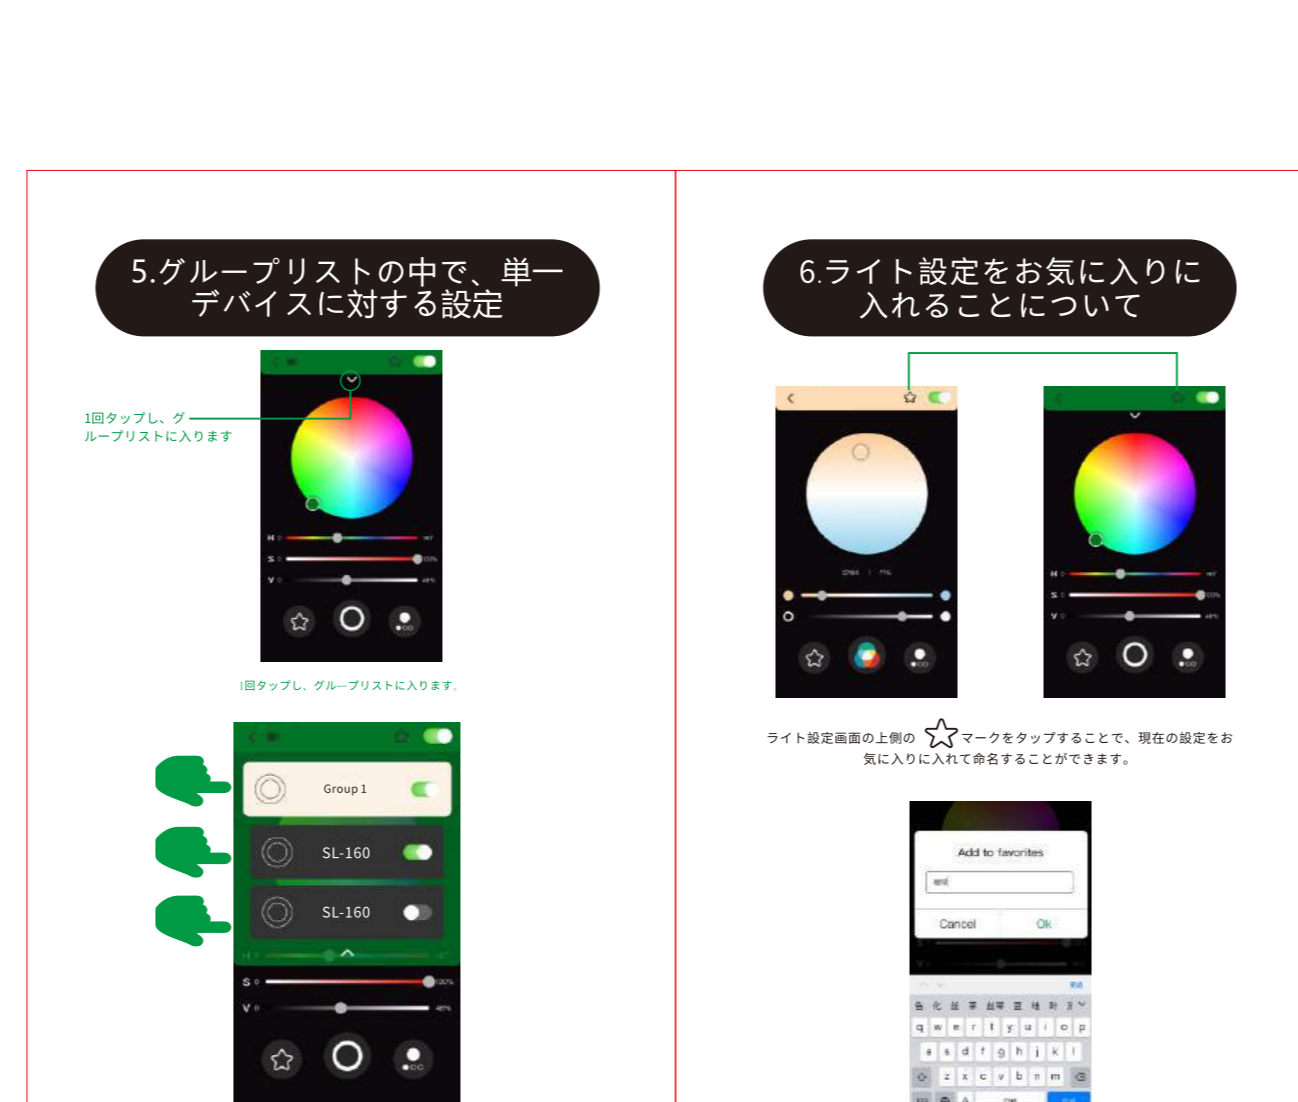 5.グループリストの中で、単一
デバイスに対する設定
1回タップし、グ
ループリストに入ります
H
S
V
1回タップし、グループリストに入ります。
Group 1
SL-160
SL-160
S 0 100%
V
6.ライト設定をお気に入りに
入れることについて
H
S
V
ライト設定画面の上側の マークをタップすることで、現在の設定をお
気に入りに入れて命名することができます。
Add to favorites
Cancel Ok
q w e r t y u i o p
a s d f g h j k l
z x c v b n m